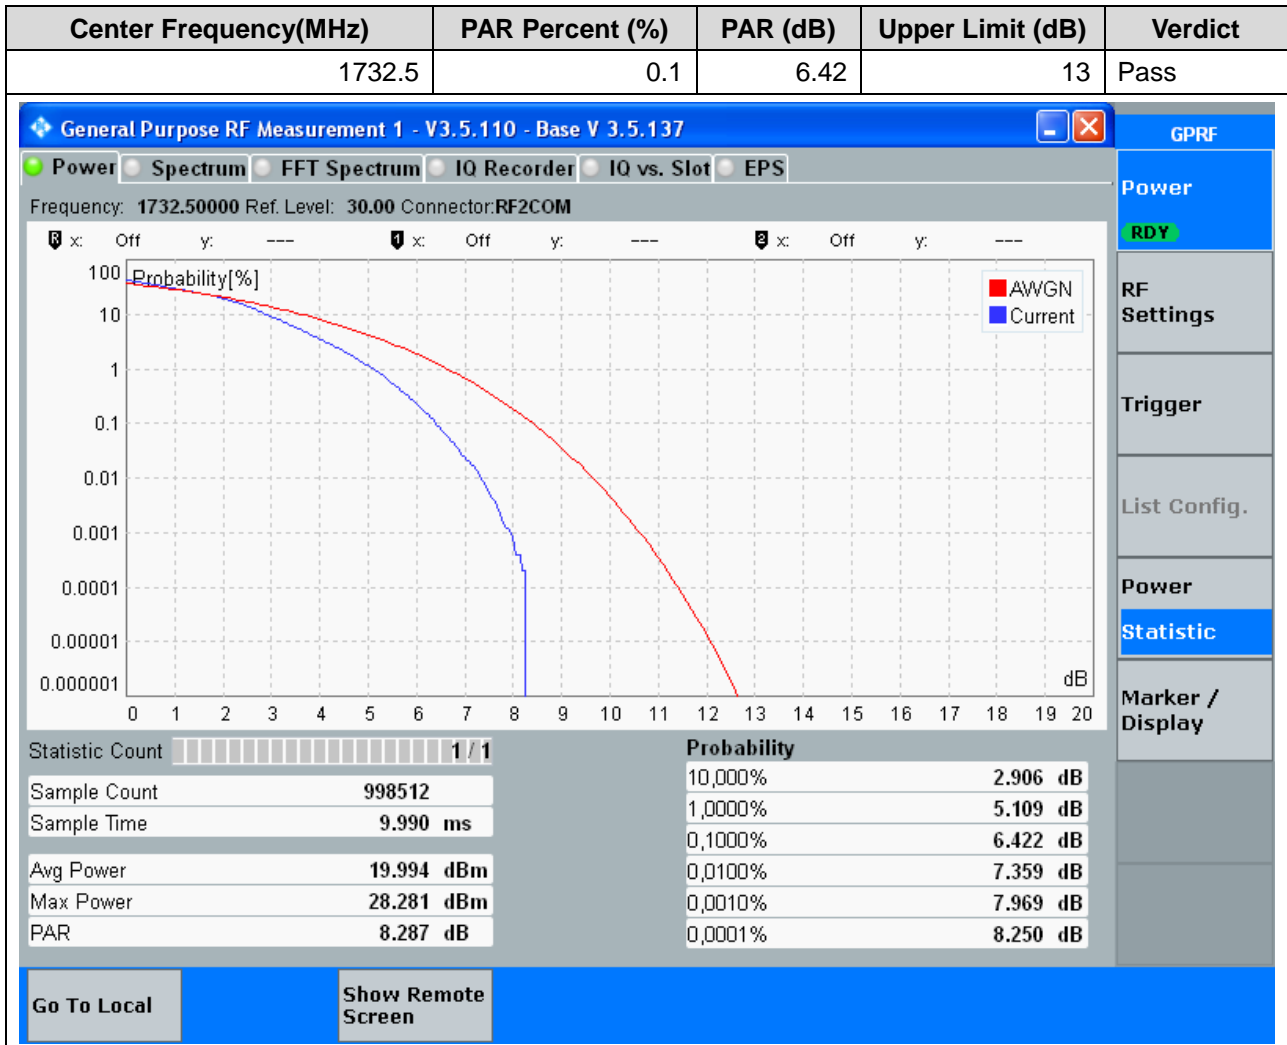 Center Frequency(MHz) PAR Percent (%) PAR (dB) Upper Limit (dB) Verdict
1732.5 0.1 6.42 13 Pass
General Purpose RF Measurement 1 - V3.5.110 - Base V 3.5.137
GPRF
Power Spectrum FFT Spectrum IQ Recorder IQ vs. Slot EPS
Power
RDY
Frequency: 1732.50000 Ref. Level: 30.00 Connector:RF2COM
R x: Off y: --- 1 x: Off y: --- 2 x: Off y: ---
Probability[%]
AWGN
Current
100
10
1
0.1
0.01
0.001
0.0001
0.00001
0.000001
dB
0 1 2 3 4 5 6 7 8 9 10 11 12 13 14 15 16 17 18 19 20
RF
Settings
Trigger
List Config.
Power
Statistic
Marker /
Display
Statistic Count 1 / 1
Sample Count 998512
Sample Time 9.990 ms
Avg Power 19.994 dBm
Max Power 28.281 dBm
PAR 8.287 dB
Probability
10,000% 2.906 dB
1,0000% 5.109 dB
0,1000% 6.422 dB
0,0100% 7.359 dB
0,0010% 7.969 dB
0,0001% 8.250 dB
Go To Local
Show Remote
Screen